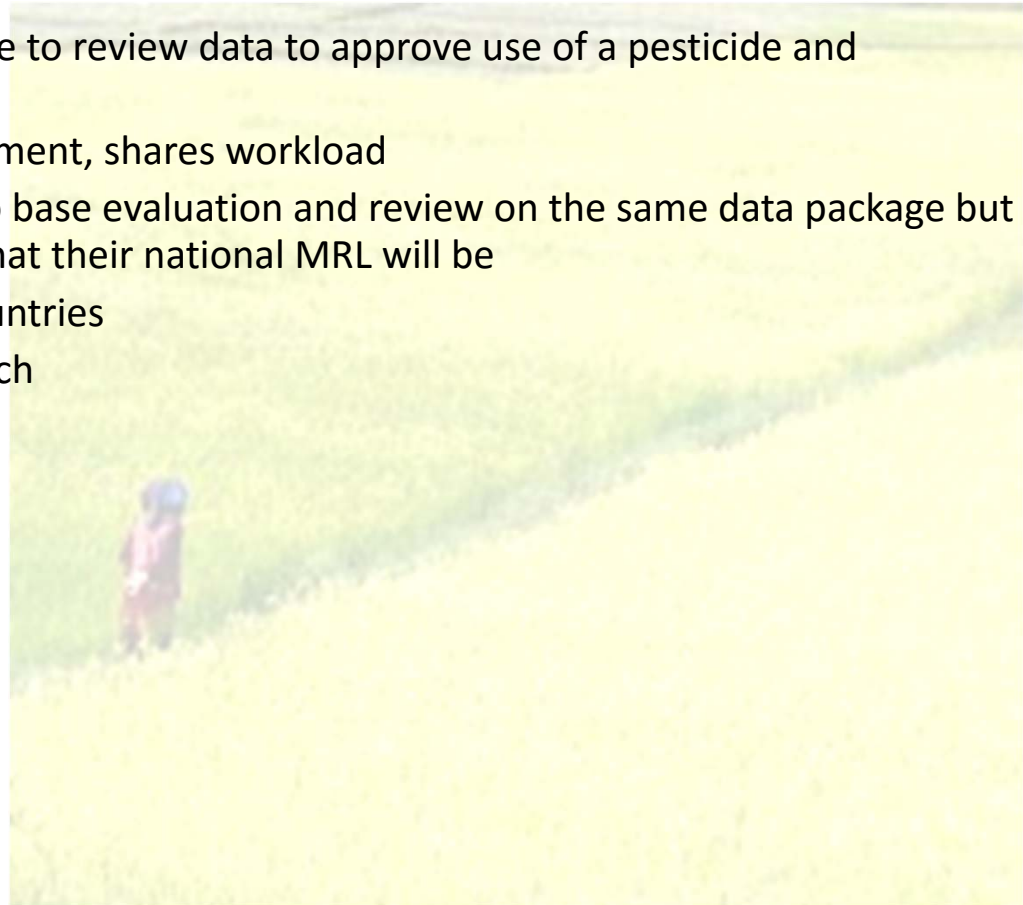 e to review data to approve use of a pesticide and
ment, shares workload
base evaluation and review on the same data package but
hat their national MRL will be
untries
ch